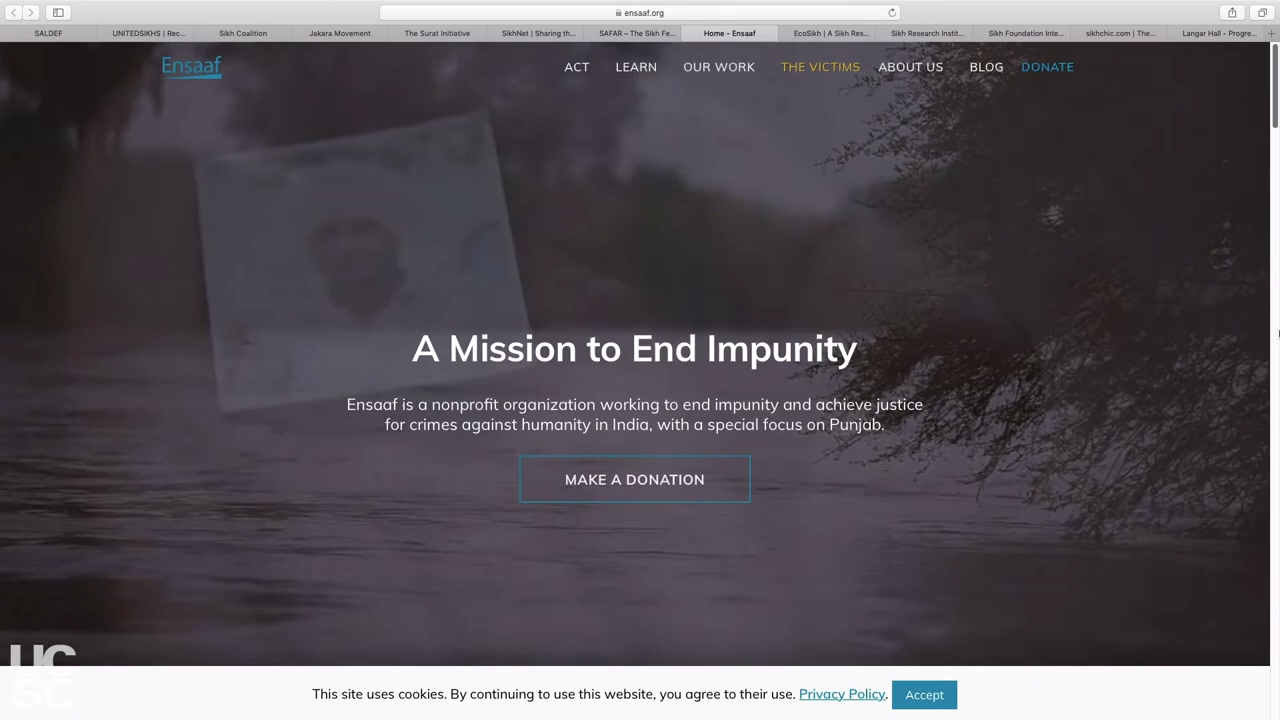 ensaaf.org
SALDEF
UNITEDSIKHS | Rec...
Sikh Coalition
Jakara Movement
The Surat Initiative
SikhNet | Sharing th...
SAFAR – The Sikh Fe...
Home - Ensaaf
EcoSikh | A Sikh Res...
Sikh Research Instit...
Sikh Foundation Inte...
sikhchic.com | The...
Langar Hall - Progre...
Ensaaf
ACT
LEARN
OUR WORK
THE VICTIMS
ABOUT US
BLOG
DONATE
A Mission to End Impunity
Ensaaf is a nonprofit organization working to end impunity and achieve justice
for crimes against humanity in India, with a special focus on Punjab.
MAKE A DONATION
UC
SC
This site uses cookies. By continuing to use this website, you agree to their use. Privacy Policy.
Accept